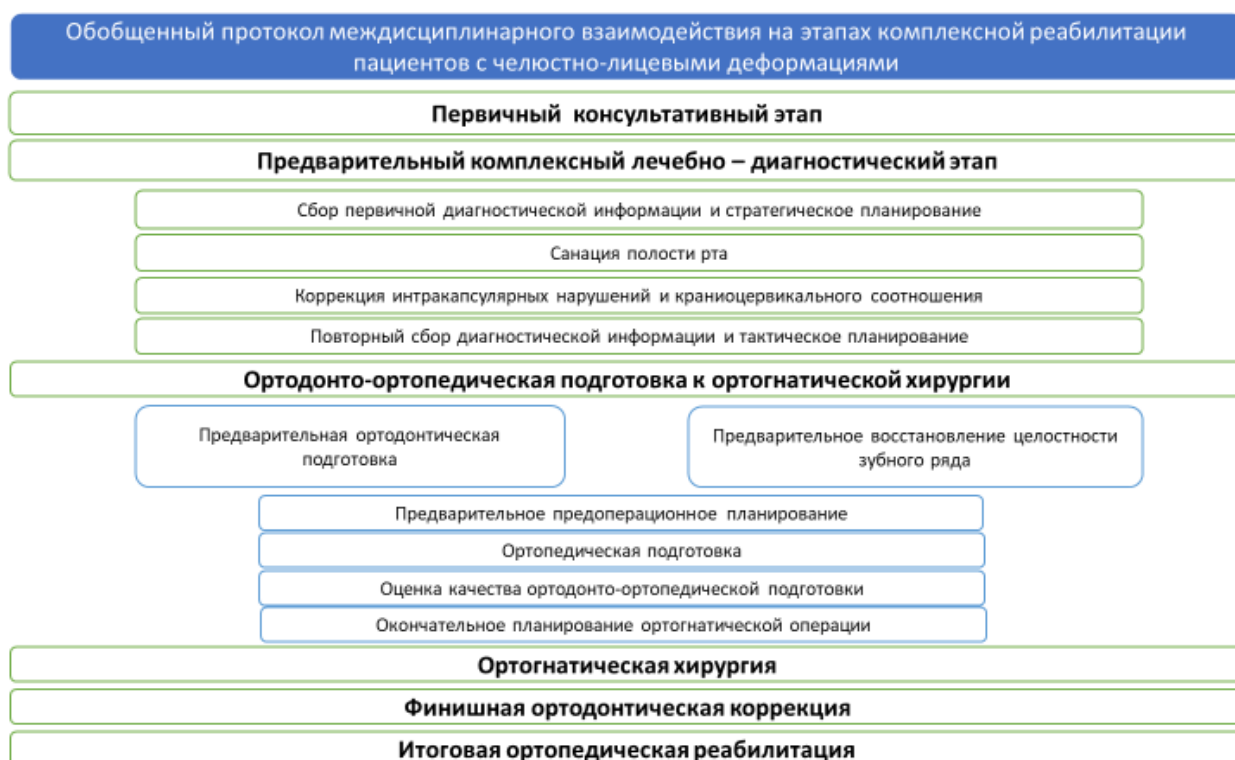 Обобщенный протокол междисциплинарного взаимодействия на этапах комплексной реабилитации
пациентов с челюстно-лицевыми деформациями
Первичный консультативный этап
Предварительный комплексный лечебно – диагностический этап
Сбор первичной диагностической информации и стратегическое планирование
Санация полости рта
Коррекция интракапсулярных нарушений и краниоцервикального соотношения
Повторный сбор диагностической информации и тактическое планирование
Ортодонто-ортопедическая подготовка к ортогнатической хирургии
Предварительная ортодонтическая
подготовка
Предварительное восстановление целостности
зубного ряда
Предварительное предоперационное планирование
Ортопедическая подготовка
Оценка качества ортодонто-ортопедической подготовки
Окончательное планирование ортогнатической операции
Ортогнатическая хирургия
Финишная ортодонтическая коррекция
Итоговая ортопедическая реабилитация